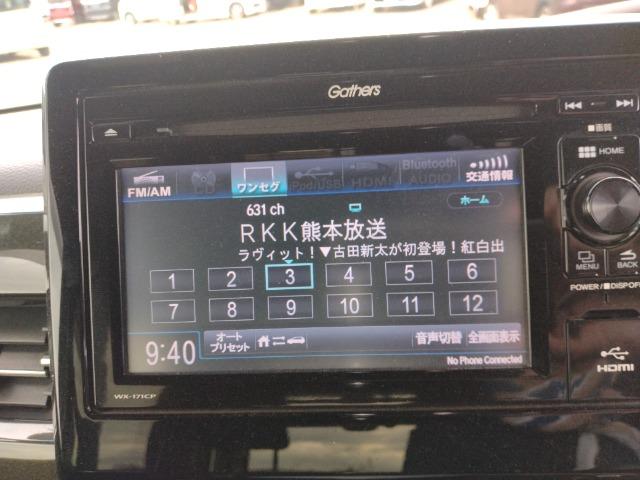 Gathers
画質
HOME
FM/AM
CD
ワンセグ
iPod/USB
HDMI
Bluetooth
AUDIO
交通情報
631 ch
ホーム
RKK熊本放送
ラヴィット!▼古田新太が初登場!紅白出
1 2 3 4 5 6
7 8 9 10 11 12
MENU
BACK
POWER/DISP OFF
9:40
オート
プリセット
音声切替
全画面表示
No Phone Connected
WX-171CP
HDMI